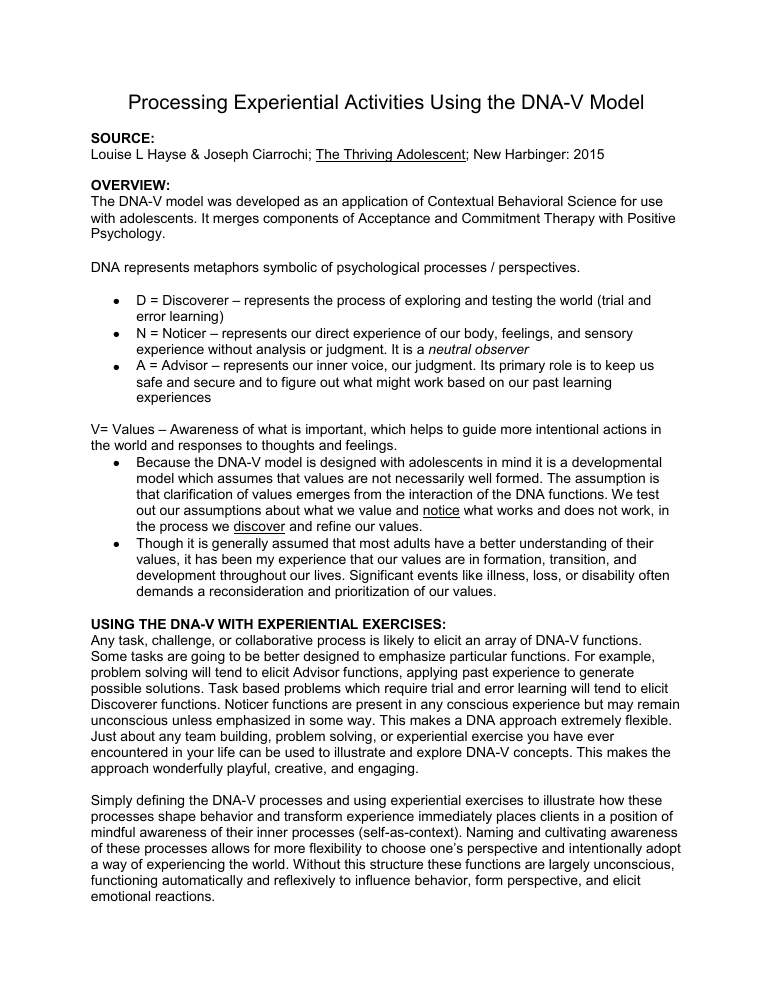 Processing Experiential Activities Using the DNA-V Model
SOURCE:
Louise L Hayse & Joseph Ciarrochi; The Thriving Adolescent; New Harbinger: 2015
OVERVIEW:
The DNA-V model was developed as an application of Contextual Behavioral Science for use
with adolescents. It merges components of Acceptance and Commitment Therapy with Positive
Psychology.
DNA represents metaphors symbolic of psychological processes / perspectives.
• D = Discoverer – represents the process of exploring and testing the world (trial and
error learning)
• N = Noticer – represents our direct experience of our body, feelings, and sensory
experience without analysis or judgment. It is a neutral observer
• A = Advisor – represents our inner voice, our judgment. Its primary role is to keep us
safe and secure and to figure out what might work based on our past learning
experiences
V= Values – Awareness of what is important, which helps to guide more intentional actions in
the world and responses to thoughts and feelings.
• Because the DNA-V model is designed with adolescents in mind it is a developmental
model which assumes that values are not necessarily well formed. The assumption is
that clarification of values emerges from the interaction of the DNA functions. We test
out our assumptions about what we value and notice what works and does not work, in
the process we discover and refine our values.
• Though it is generally assumed that most adults have a better understanding of their
values, it has been my experience that our values are in formation, transition, and
development throughout our lives. Significant events like illness, loss, or disability often
demands a reconsideration and prioritization of our values.
USING THE DNA-V WITH EXPERIENTIAL EXERCISES:
Any task, challenge, or collaborative process is likely to elicit an array of DNA-V functions.
Some tasks are going to be better designed to emphasize particular functions. For example,
problem solving will tend to elicit Advisor functions, applying past experience to generate
possible solutions. Task based problems which require trial and error learning will tend to elicit
Discoverer functions. Noticer functions are present in any conscious experience but may remain
unconscious unless emphasized in some way. This makes a DNA approach extremely flexible.
Just about any team building, problem solving, or experiential exercise you have ever
encountered in your life can be used to illustrate and explore DNA-V concepts. This makes the
approach wonderfully playful, creative, and engaging.
Simply defining the DNA-V processes and using experiential exercises to illustrate how these
processes shape behavior and transform experience immediately places clients in a position of
mindful awareness of their inner processes (self-as-context). Naming and cultivating awareness
of these processes allows for more flexibility to choose one's perspective and intentionally adopt
a way of experiencing the world. Without this structure these functions are largely unconscious,
functioning automatically and reflexively to influence behavior, form perspective, and elicit
emotional reactions.